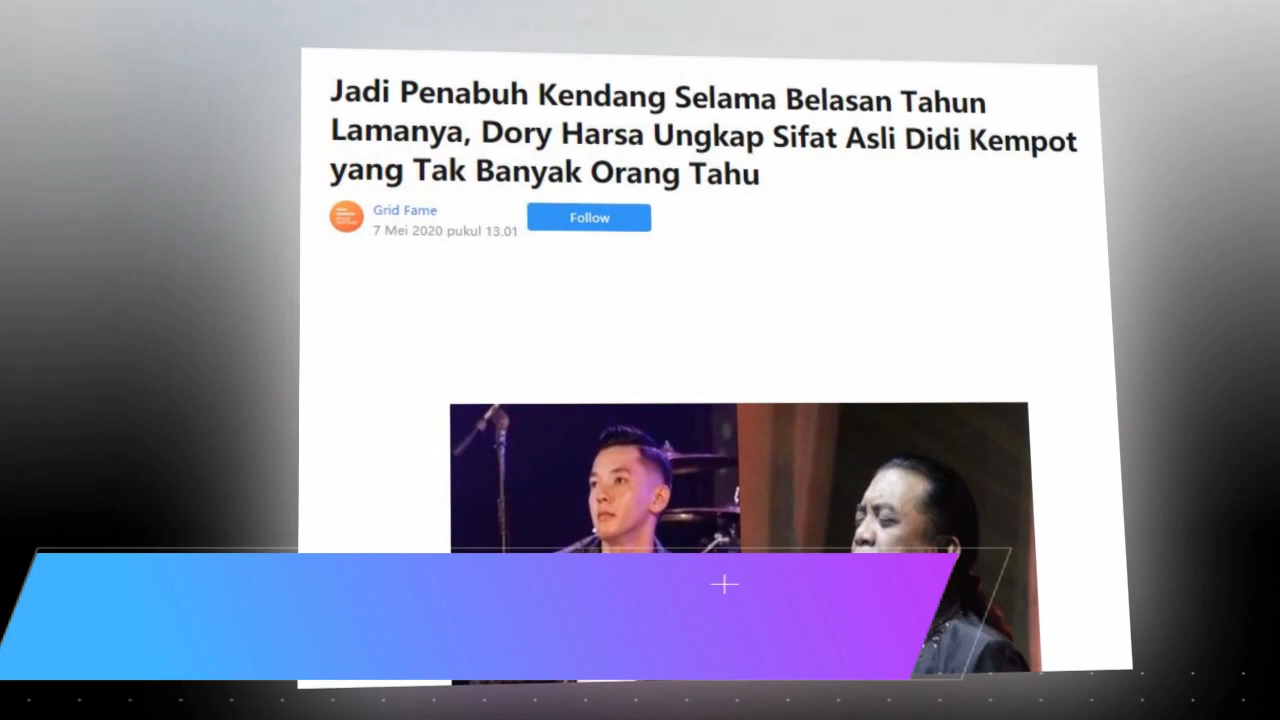 Jadi Penabuh Kendang Selama Belasan Tahun
Lamanya, Dory Harsa Ungkap Sifat Asli Didi Kempot
yang Tak Banyak Orang Tahu
Grid Fame
7 Mei 2020 pukul 13.01
Follow